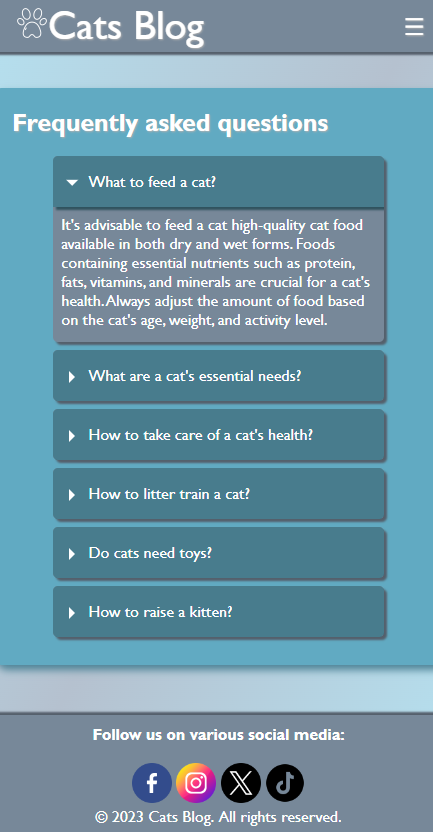 Cats Blog
Frequently asked questions
What to feed a cat?
It's advisable to feed a cat high-quality cat food
available in both dry and wet forms. Foods
containing essential nutrients such as protein,
fats, vitamins, and minerals are crucial for a cat's
health. Always adjust the amount of food based
on the cat's age, weight, and activity level.
What are a cat's essential needs?
How to take care of a cat's health?
How to litter train a cat?
Do cats need toys?
How to raise a kitten?
Follow us on various social media:
© 2023 Cats Blog. All rights reserved.